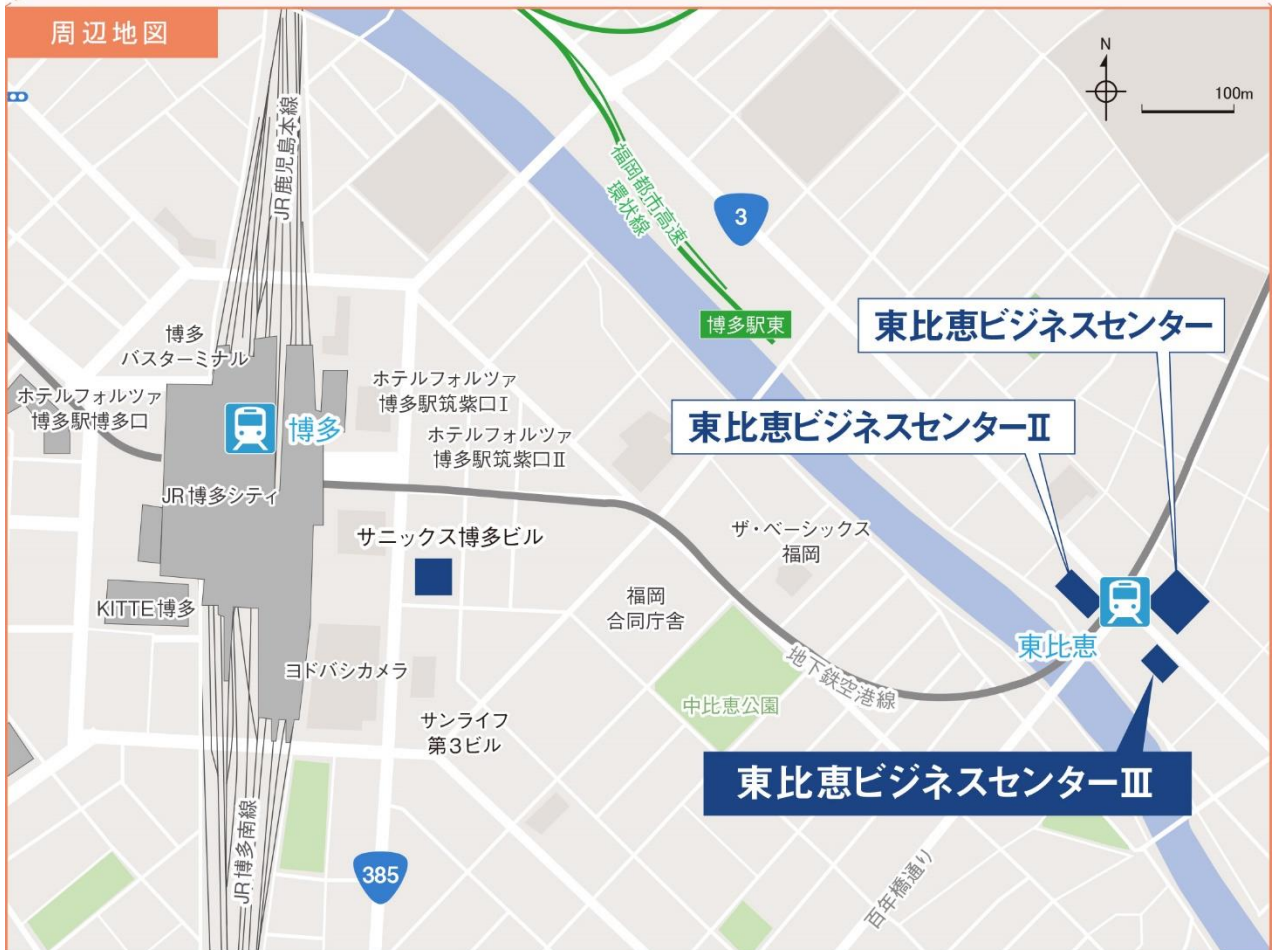 周辺地図
N
100m
JR鹿児島本線
福岡都市高速
環状線
3
博多駅東
東比恵ビジネスセンター
東比恵ビジネスセンターⅡ
博多
バスターミナル
ホテルフォルツァ
博多駅博多口
博多
ホテルフォルツァ
博多駅筑紫口Ⅰ
ホテルフォルツァ
博多駅筑紫口Ⅱ
JR博多シティ
サニックス博多ビル
ザ・ベーシックス
福岡
KITTE博多
福岡
合同庁舎
東比恵
ヨドバシカメラ
地下鉄空港線
中比恵公園
サンライフ
第3ビル
東比恵ビジネスセンターⅢ
JR博多南線
385
百年橋通り